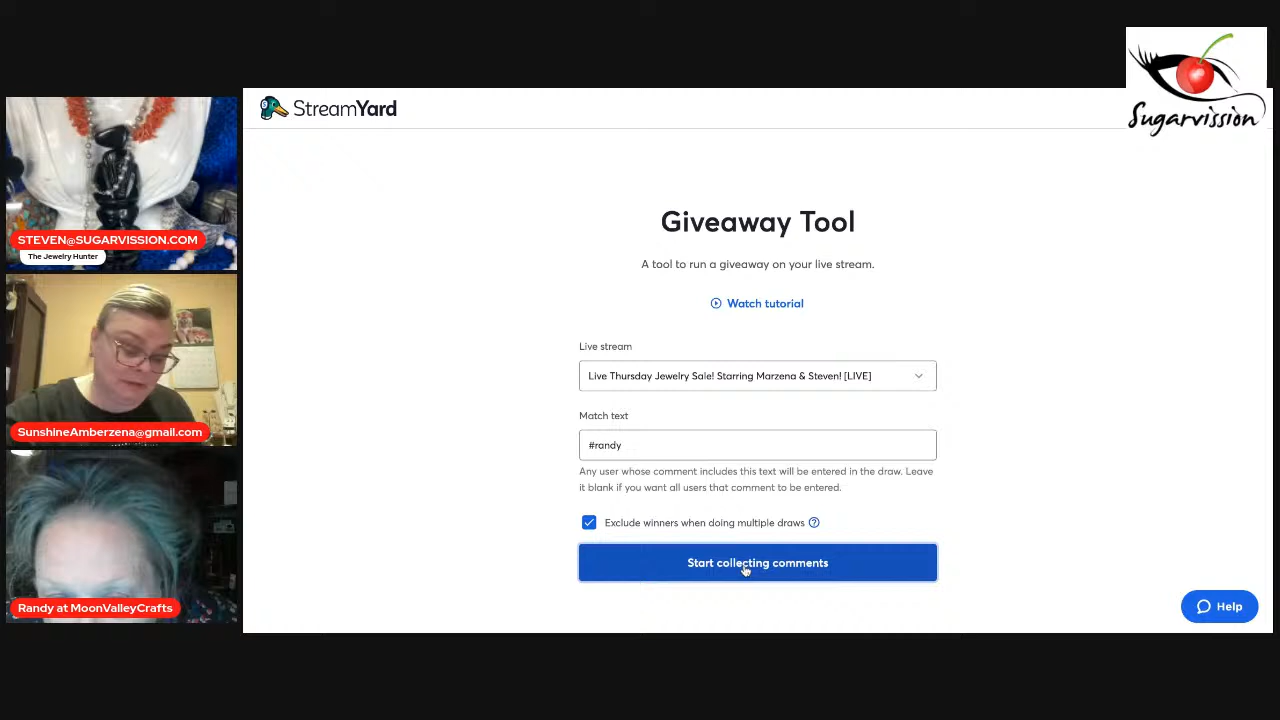 StreamYard
Sugarvission
STEVEN@SUGARVISSION.COM
The Jewelry Hunter
SunshineAmberzena@gmail.com
Randy at MoonValleyCrafts
Giveaway Tool
A tool to run a giveaway on your live stream.
Watch tutorial
Live stream
Live Thursday Jewelry Sale! Starring Marzena & Steven! [LIVE]
Match text
#randy
Any user whose comment includes this text will be entered in the draw. Leave
it blank if you want all users that comment to be entered.
Exclude winners when doing multiple draws
Start collecting comments
Help